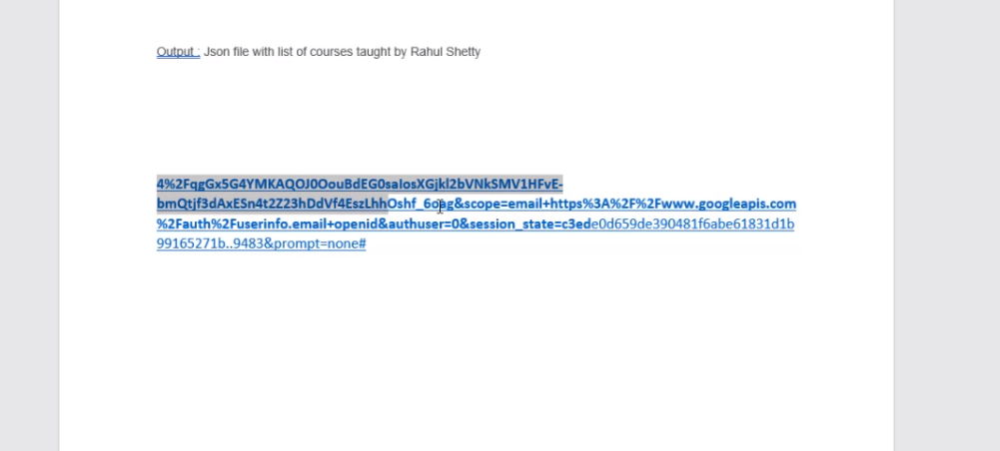 Output : Json file with list of courses taught by Rahul Shetty
4%2FqgGx5G4YMKAQOJ0OouBdEG0saIosXGjkl2bVNkSMV1HFvE-
bmQtjf3dAxESn4t2Z23hDdVf4EszLhhOshf_6oag&scope=email+https%3A%2F%2Fwww.googleapis.com
%2Fauth%2Fuserinfo.email+openid&authuser=0&session_state=c3ede0d659de390481f6abe61831d1b
99165271b..9483&prompt=none#